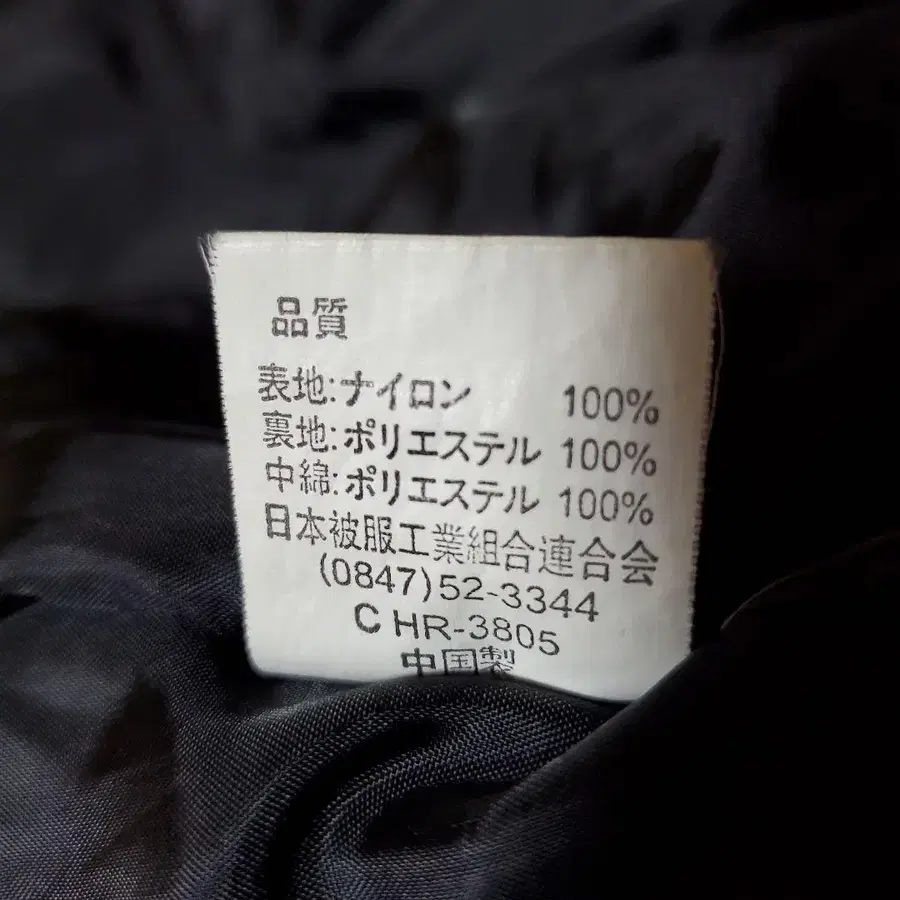 品質
表地:ナイロン 100%
裏地:ポリエステル 100%
中綿:ポリエステル 100%
日本被服工業組合連合会
(0847)52-3344
C HR-3805
中国製